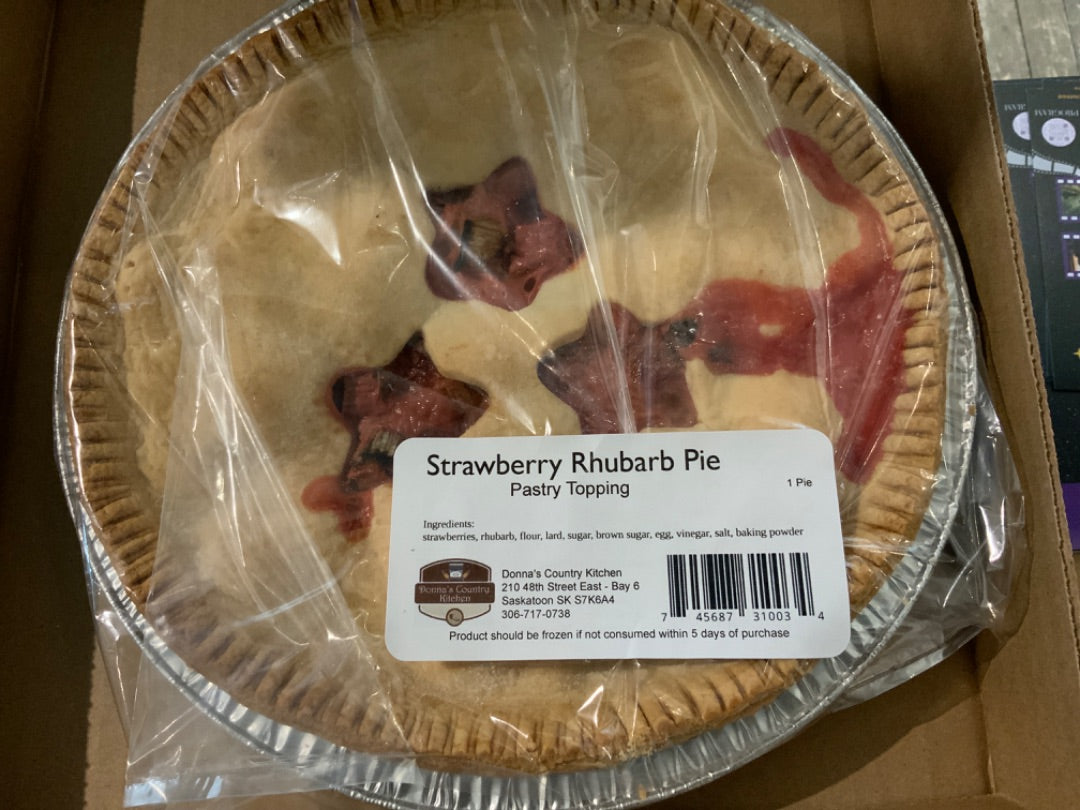 Strawberry Rhubarb Pie
Pastry Topping
1 Pie
Ingredients:
strawberries, rhubarb, flour, lard, sugar, brown sugar, egg, vinegar, salt, baking powder
Donna's Country
Kitchen
Donna's Country Kitchen
210 48th Street East - Bay 6
Saskatoon SK S7K6A4
306-717-0738
7 45687 31003 4
Product should be frozen if not consumed within 5 days of purchase
PROGRAM